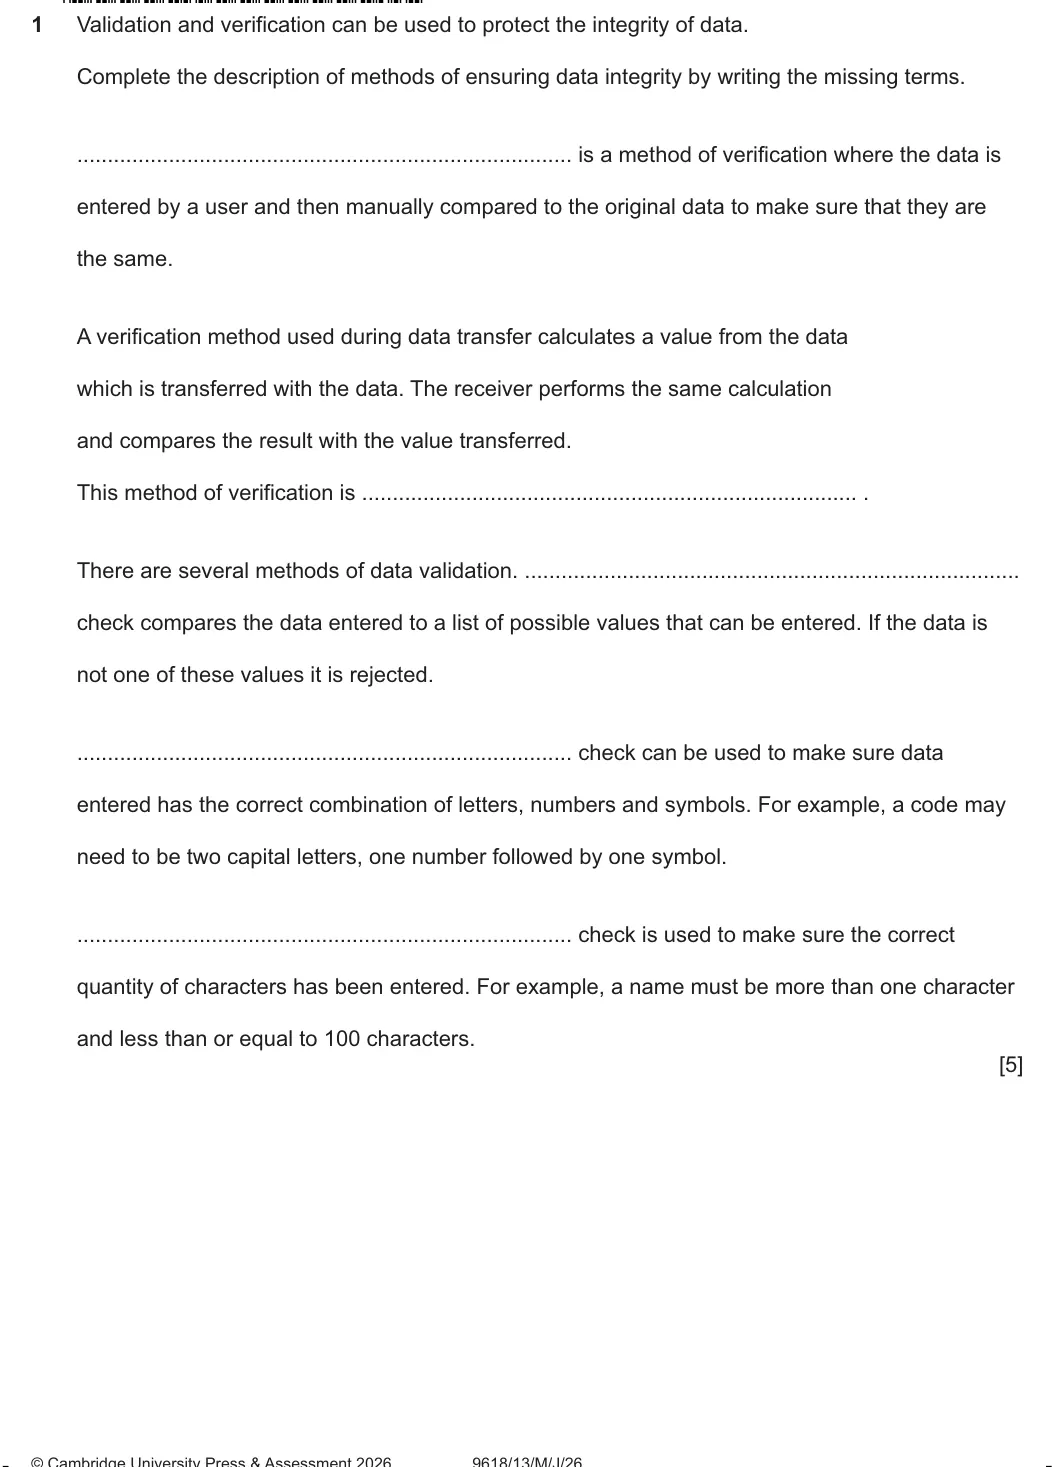 1 Validation and verification can be used to protect the integrity of data.
Complete the description of methods of ensuring data integrity by writing the missing terms.
................................................................................. is a method of verification where the data is
entered by a user and then manually compared to the original data to make sure that they are
the same.
A verification method used during data transfer calculates a value from the data
which is transferred with the data. The receiver performs the same calculation
and compares the result with the value transferred.
This method of verification is ................................................................................. .
There are several methods of data validation. .................................................................................
check compares the data entered to a list of possible values that can be entered. If the data is
not one of these values it is rejected.
................................................................................. check can be used to make sure data
entered has the correct combination of letters, numbers and symbols. For example, a code may
need to be two capital letters, one number followed by one symbol.
................................................................................. check is used to make sure the correct
quantity of characters has been entered. For example, a name must be more than one character
and less than or equal to 100 characters.
[5]
© Cambridge University Press & Assessment 2026 9618/13/M/J/26